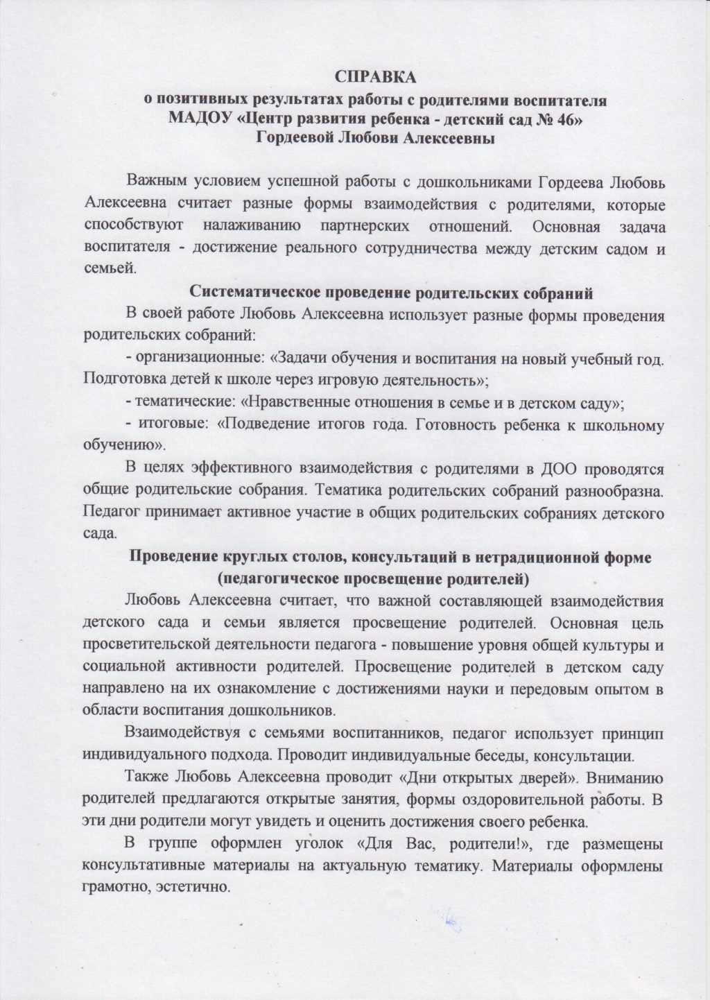 СПРАВКА
о позитивных результатах работы с родителями воспитателя
МАДОУ «Центр развития ребенка - детский сад № 46»
Гордеевой Любови Алексеевны
Важным условием успешной работы с дошкольниками Гордеева Любовь
Алексеевна считает разные формы взаимодействия с родителями, которые
способствуют налаживанию партнерских отношений. Основная задача
воспитателя - достижение реального сотрудничества между детским садом и
семьей.
Систематическое проведение родительских собраний
В своей работе Любовь Алексеевна использует разные формы проведения
родительских собраний:
- организационные: «Задачи обучения и воспитания на новый учебный год.
Подготовка детей к школе через игровую деятельность»;
- тематические: «Нравственные отношения в семье и в детском саду»;
- итоговые: «Подведение итогов года. Готовность ребенка к школьному
обучению».
В целях эффективного взаимодействия с родителями в ДОО проводятся
общие родительские собрания. Тематика родительских собраний разнообразна.
Педагог принимает активное участие в общих родительских собраниях детского
сада.
Проведение круглых столов, консультаций в нетрадиционной форме
(педагогическое просвещение родителей)
Любовь Алексеевна считает, что важной составляющей взаимодействия
детского сада и семьи является просвещение родителей. Основная цель
просветительской деятельности педагога - повышение уровня общей культуры и
социальной активности родителей. Просвещение родителей в детском саду
направлено на их ознакомление с достижениями науки и передовым опытом в
области воспитания дошкольников.
Взаимодействуя с семьями воспитанников, педагог использует принцип
индивидуального подхода. Проводит индивидуальные беседы, консультации.
Также Любовь Алексеевна проводит «Дни открытых дверей». Вниманию
родителей предлагаются открытые занятия, формы оздоровительной работы. В
эти дни родители могут увидеть и оценить достижения своего ребенка.
В группе оформлен уголок «Для Вас, родители!», где размещены
консультативные материалы на актуальную тематику. Материалы оформлены
грамотно, эстетично.